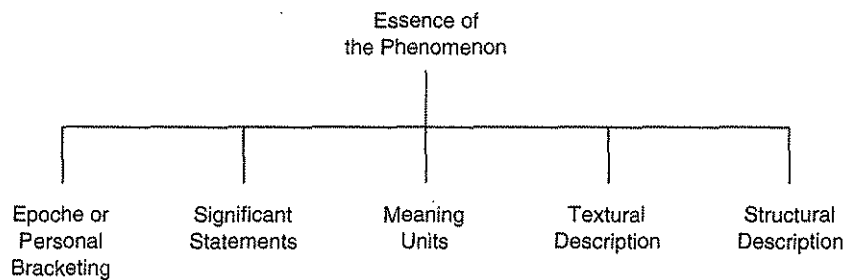 Essence of
the Phenomenon
Epoche or
Personal
Bracketing
Significant
Statements
Meaning
Units
Textural
Description
Structural
Description